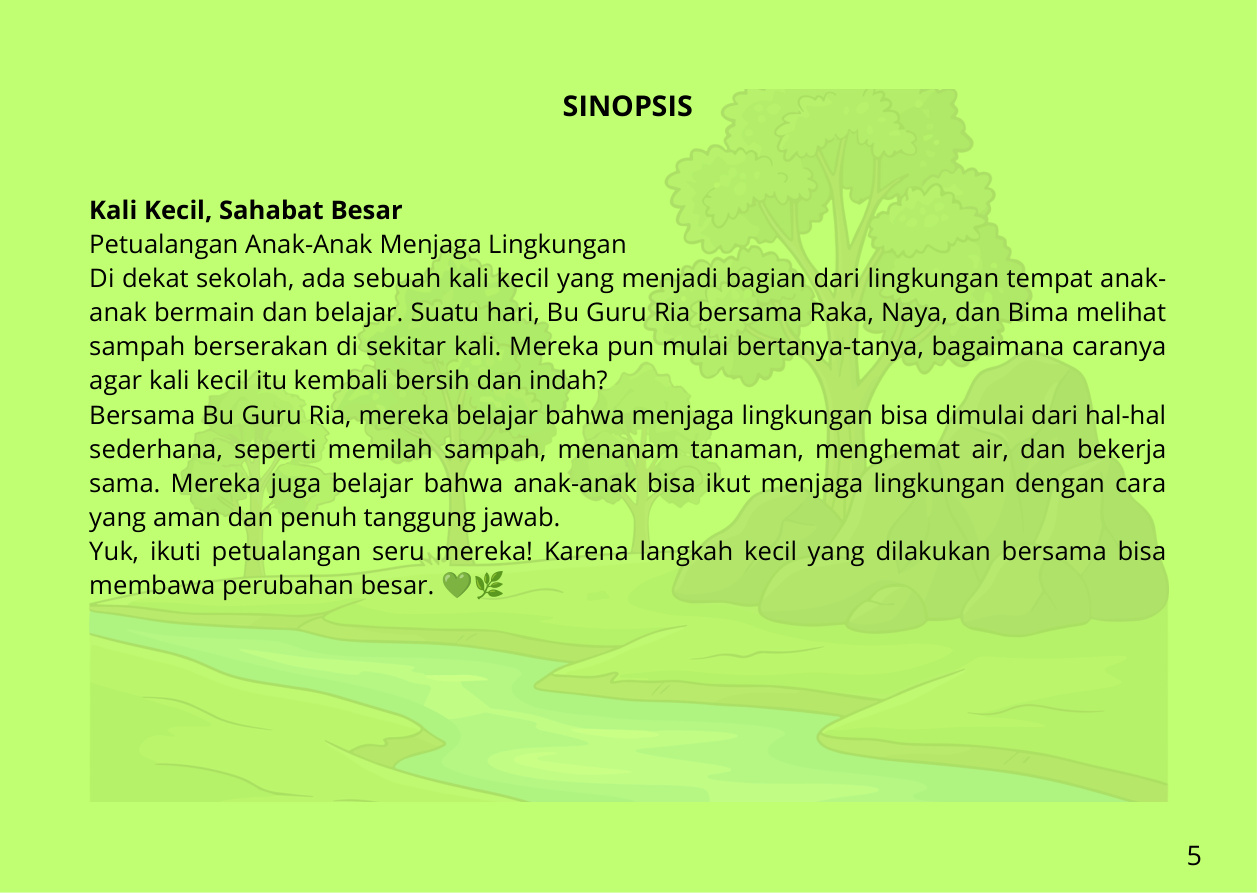 SINOPSIS
Kali Kecil, Sahabat Besar
Petualangan Anak-Anak Menjaga Lingkungan
Di dekat sekolah, ada sebuah kali kecil yang menjadi bagian dari lingkungan tempat anak-
anak bermain dan belajar. Suatu hari, Bu Guru Ria bersama Raka, Naya, dan Bima melihat
sampah berserakan di sekitar kali. Mereka pun mulai bertanya-tanya, bagaimana caranya
agar kali kecil itu kembali bersih dan indah?
Bersama Bu Guru Ria, mereka belajar bahwa menjaga lingkungan bisa dimulai dari hal-hal
sederhana, seperti memilah sampah, menanam tanaman, menghemat air, dan bekerja
sama. Mereka juga belajar bahwa anak-anak bisa ikut menjaga lingkungan dengan cara
yang aman dan penuh tanggung jawab.
Yuk, ikuti petualangan seru mereka! Karena langkah kecil yang dilakukan bersama bisa
membawa perubahan besar. 💚🌿
5